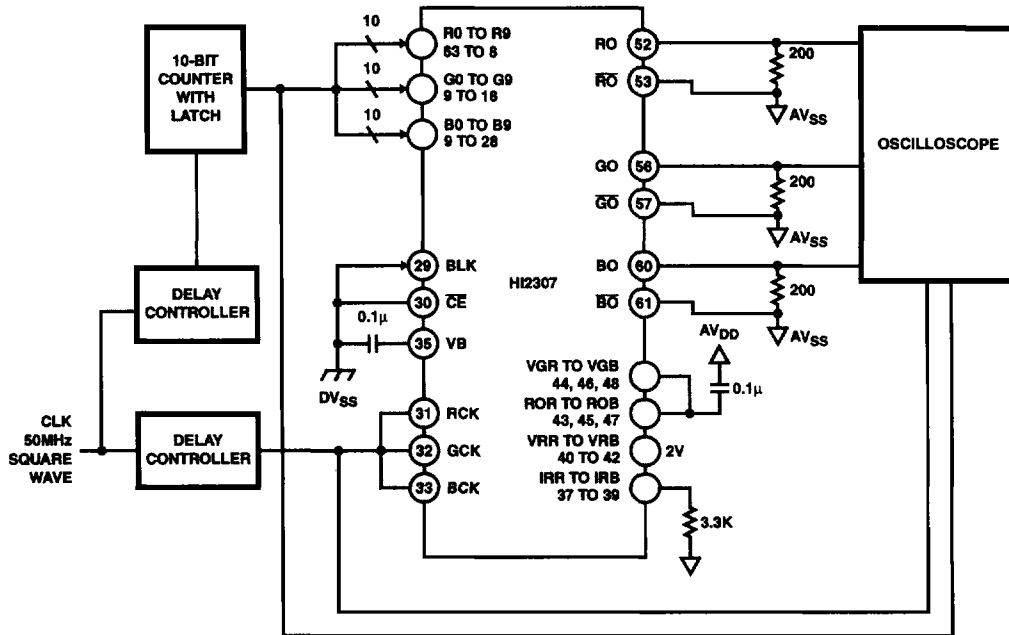 10-BIT
COUNTER
WITH
LATCH
DELAY
CONTROLLER
CLK
50MHz
SQUARE
WAVE
DELAY
CONTROLLER
10
10
10
R0 TO R9
63 TO 8
G0 TO G9
9 TO 18
B0 TO B9
9 TO 28
29 BLK
30 CE
0.1μ
35 VB
DVSS
31 RCK
32 GCK
33 BCK
HI2307
RO 52
RO 53
GO 56
GO 57
BO 60
BO 61
VGR TO VGB
44, 46, 48
ROR TO ROB
43, 45, 47
VRR TO VRB
40 TO 42
2V
IRR TO IRB
37 TO 39
200
AVSS
200
AVSS
200
AVSS
AVDD
0.1μ
3.3K
OSCILLOSCOPE